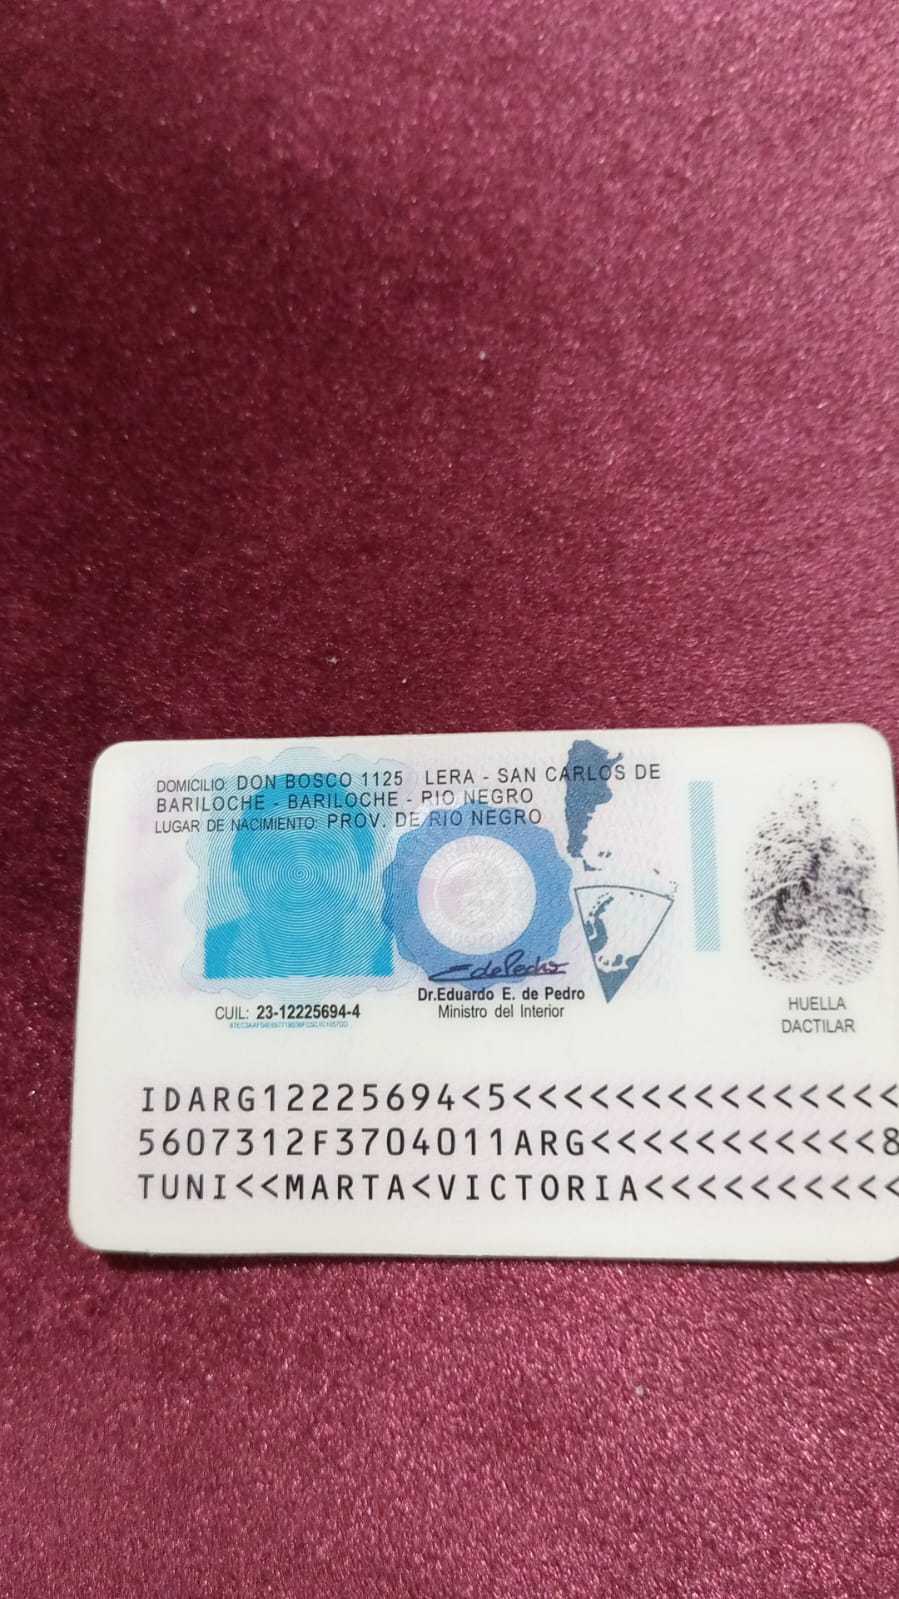 DOMICILIO: DON BOSCO 1125 LERA - SAN CARLOS DE
BARILOCHE - BARILOCHE - RIO NEGRO
LUGAR DE NACIMIENTO: PROV. DE RIO NEGRO
E de Pedro
Dr.Eduardo E. de Pedro
Ministro del Interior
CUIL: 23-12225694-4
HUELLA
DACTILAR
IDARG12225694<5<<<<<<<<<<<<<<<
5607312F3704011ARG<<<<<<<<<<<8
TUNI<<MARTA<VICTORIA<<<<<<<<<<